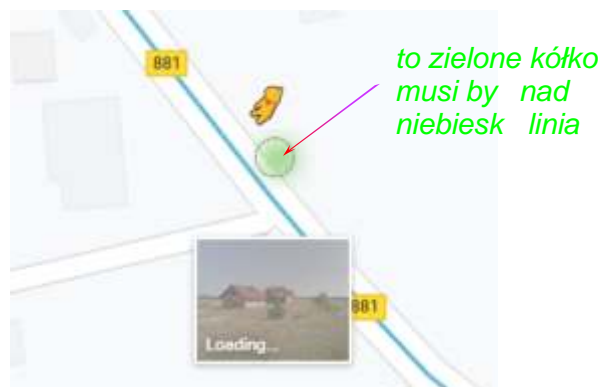 881
to zielone kółko
musi by nad
niebiesk linia
Loading...
881